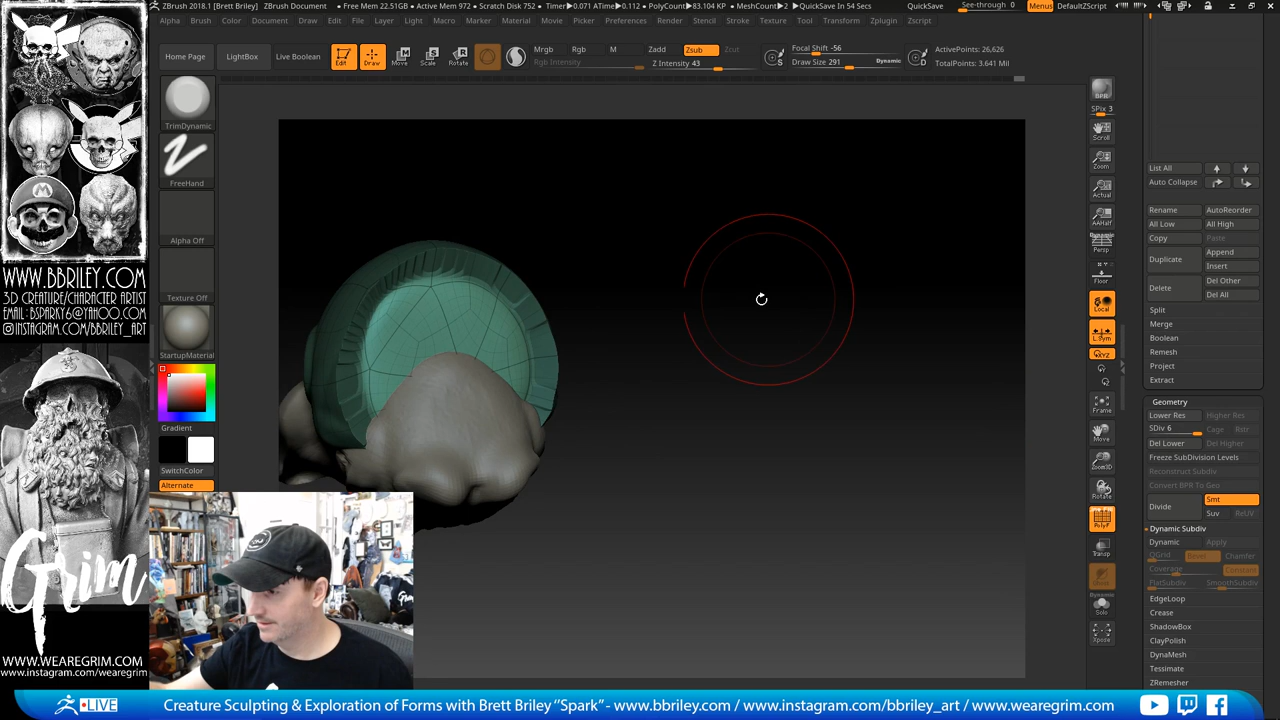 ZBrush 2018.1 [Brett Briley] ZBrush Document • Free Mem 22.51GB • Active Mem 972 • Scratch Disk 752 • Timer▶0.071 ATime▶0.112 • PolyCount▶83.104 KP • MeshCount▶2 ▶QuickSave In 54 Secs QuickSave See-through 0 Menus DefaultZScript
Alpha Brush Color Document Draw Edit File Layer Light Macro Marker Material Movie Picker Preferences Render Stencil Stroke Texture Tool Transform Zplugin Zscript
Home Page LightBox Live Boolean Edit Draw Move Scale Rotate
Mrgb Rgb M Zadd Zsub Zcut
Rgb Intensity Z Intensity 43
Focal Shift -56
Draw Size 291 Dynamic
ActivePoints: 26,626
TotalPoints: 3.641 Mil
TrimDynamic
FreeHand
Alpha Off
Texture Off
StartupMaterial
Gradient
SwitchColor
Alternate
BPR
SPix 3
Scroll
Zoom
Actual
AAHalf
Dynamic
Persp
Floor
Local
L.Sym
XYZ
Frame
Move
Zoom3D
Rotate
PolyF
Transp
Dynamic
Solo
Xpose
List All
Auto Collapse
Rename AutoReorder
All Low All High
Copy Paste
Duplicate Append
Insert
Delete Del Other
Del All
Split
Merge
Boolean
Remesh
Project
Extract
Geometry
Lower Res Higher Res
SDiv 6 Cage Rstr
Del Lower Del Higher
Freeze SubDivision Levels
Reconstruct Subdiv
Convert BPR To Geo
Divide Smt
Suv ReUV
Dynamic Subdiv
Dynamic Apply
QGrid Bevel Chamfer
Coverage Constant
FlatSubdiv SmoothSubdiv
EdgeLoop
Crease
ShadowBox
ClayPolish
DynaMesh
Tessimate
ZRemesher
WWW.BBRILEY.COM
3D CREATURE/CHARACTER ARTIST
EMAIL: BSPARKY6@YAHOO.COM
INSTAGRAM.COM/BBRILEY_ART
Grim
WWW.WEAREGRIM.COM
www.instagram.com/wearegrim
LIVE Creature Sculpting & Exploration of Forms with Brett Briley "Spark" - www.bbriley.com / www.instagram.com/bbriley_art / www.wearegrim.com